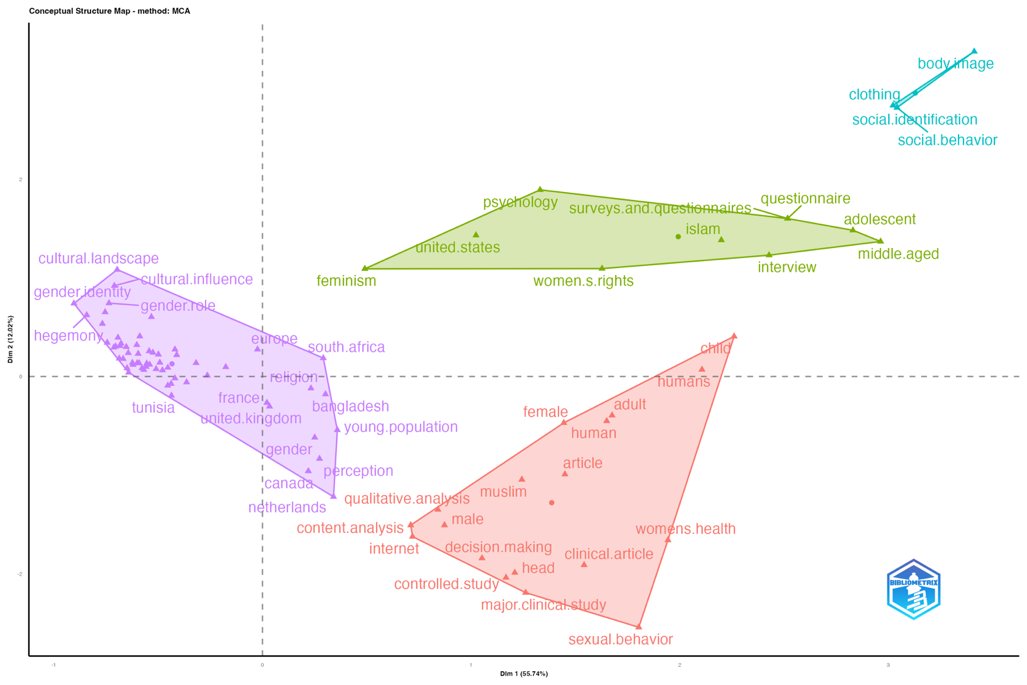 Conceptual Structure Map - method: MCA
body.image
clothing
social.identification
social.behavior
questionnaire
psychology
surveys.and.questionnaires
adolescent
islam
united.states
middle.aged
feminism
women.s.rights
interview
cultural.landscape
cultural.influence
gender.identity
gender.role
hegemony
europe
south.africa
religion
tunisia
france
bangladesh
united.kingdom
young.population
gender
perception
canada
netherlands
child
humans
adult
female
human
article
muslim
qualitative.analysis
male
content.analysis
womens.health
internet
decision.making
clinical.article
head
controlled.study
major.clinical.study
sexual.behavior
BIBLIOMETRIX
Dim 2 (12.02%)
2
0
-2
-1
0
1
2
3
Dim 1 (55.74%)